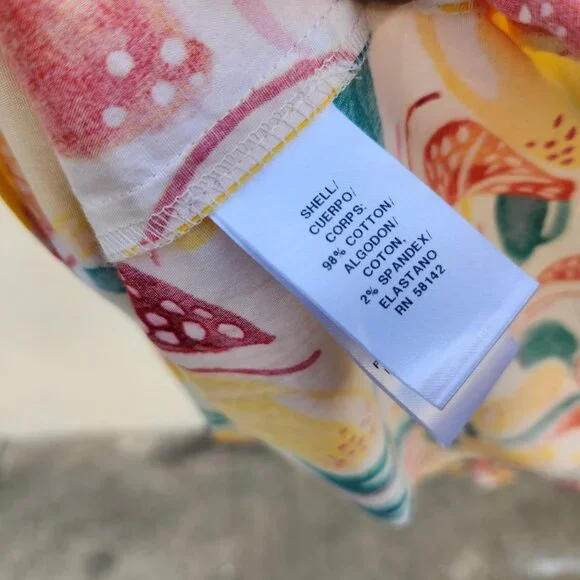 SHELL/
CUERPO/
CORPS:
98% COTTON/
ALGODON/
COTON.
2% SPANDEX/
ELASTANO
RN 58142